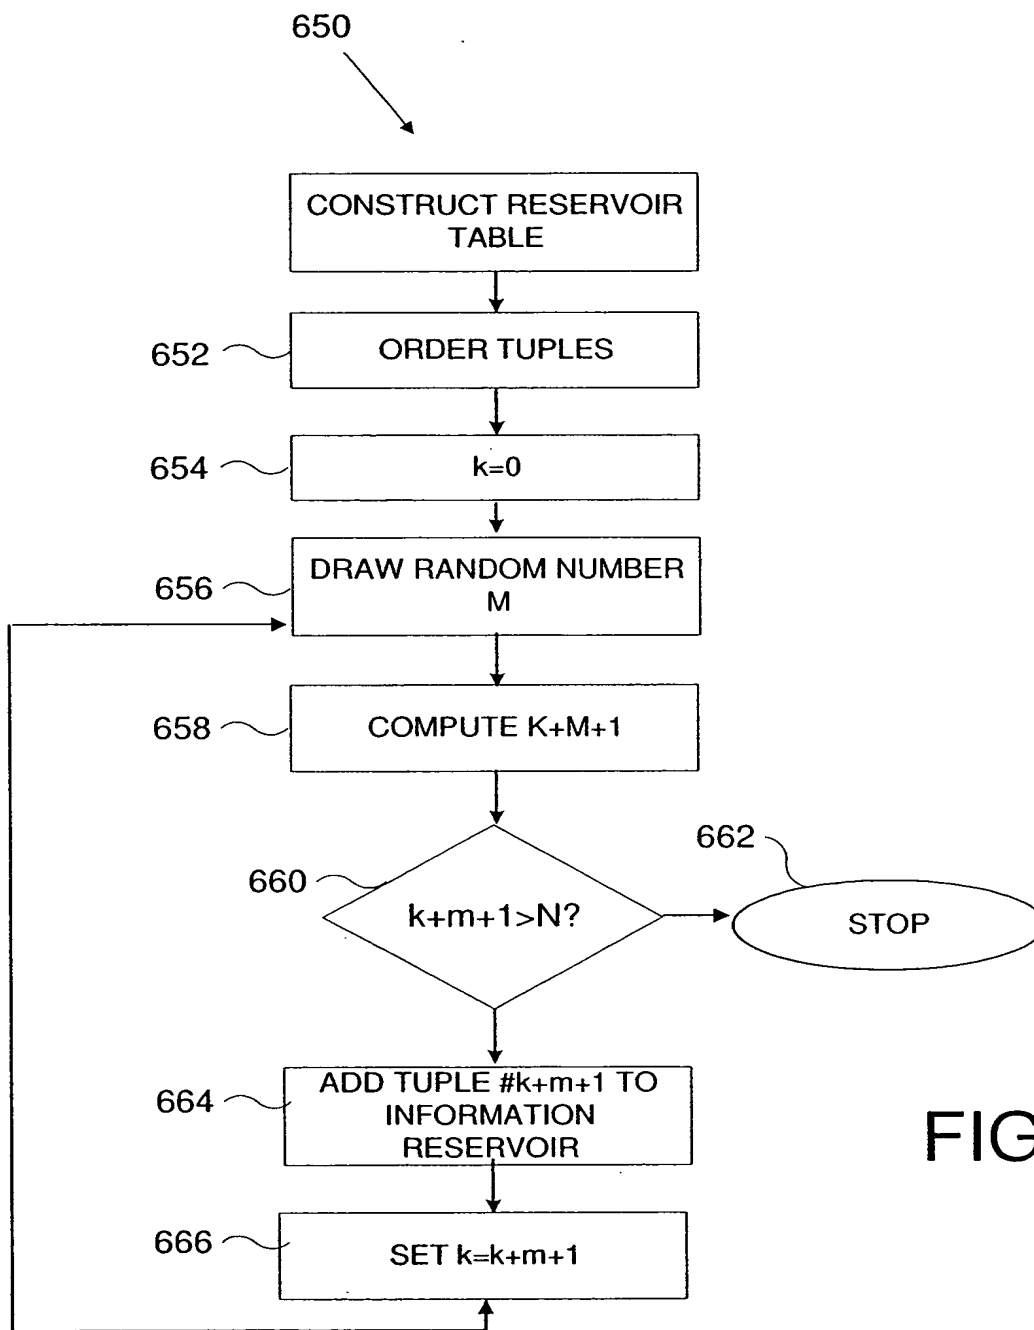 650
CONSTRUCT RESERVOIR
TABLE
652
ORDER TUPLES
654
k=0
656
DRAW RANDOM NUMBER
M
658
COMPUTE K+M+1
660
k+m+1>N?
662
STOP
664
ADD TUPLE #k+m+1 TO
INFORMATION
RESERVOIR
FIG
666
SET k=k+m+1